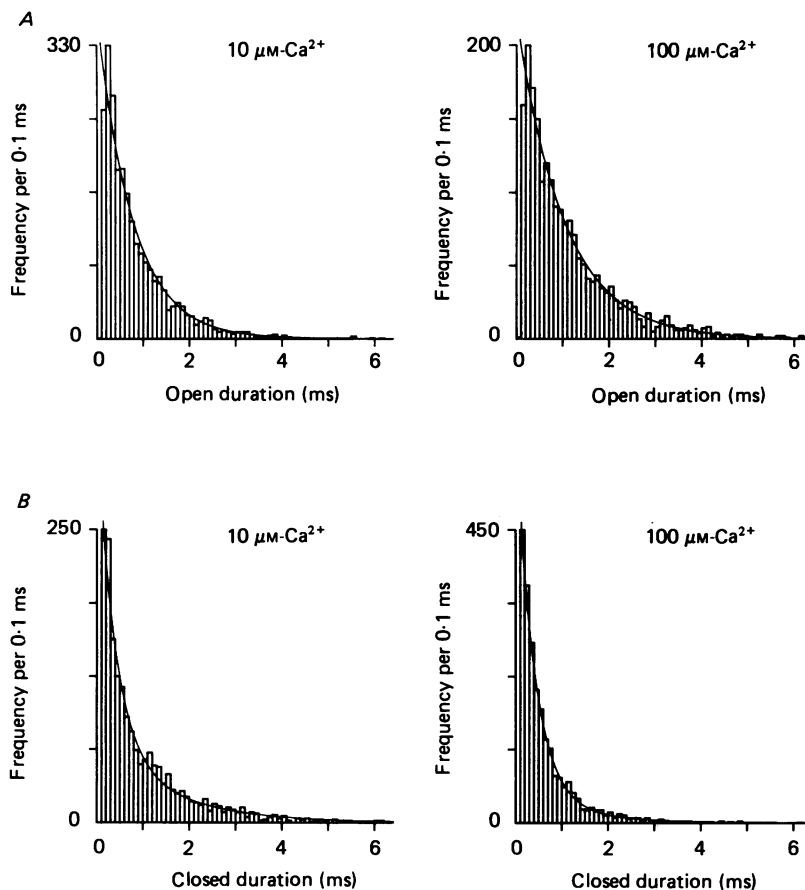 A
10 μM-Ca²⁺
330
Frequency per 0·1 ms
0
0 2 4 6
Open duration (ms)
100 μM-Ca²⁺
200
Frequency per 0·1 ms
100
0
0 2 4 6
Open duration (ms)
B
10 μM-Ca²⁺
250
Frequency per 0·1 ms
0
0 2 4 6
Closed duration (ms)
100 μM-Ca²⁺
450
Frequency per 0·1 ms
0
0 2 4 6
Closed duration (ms)